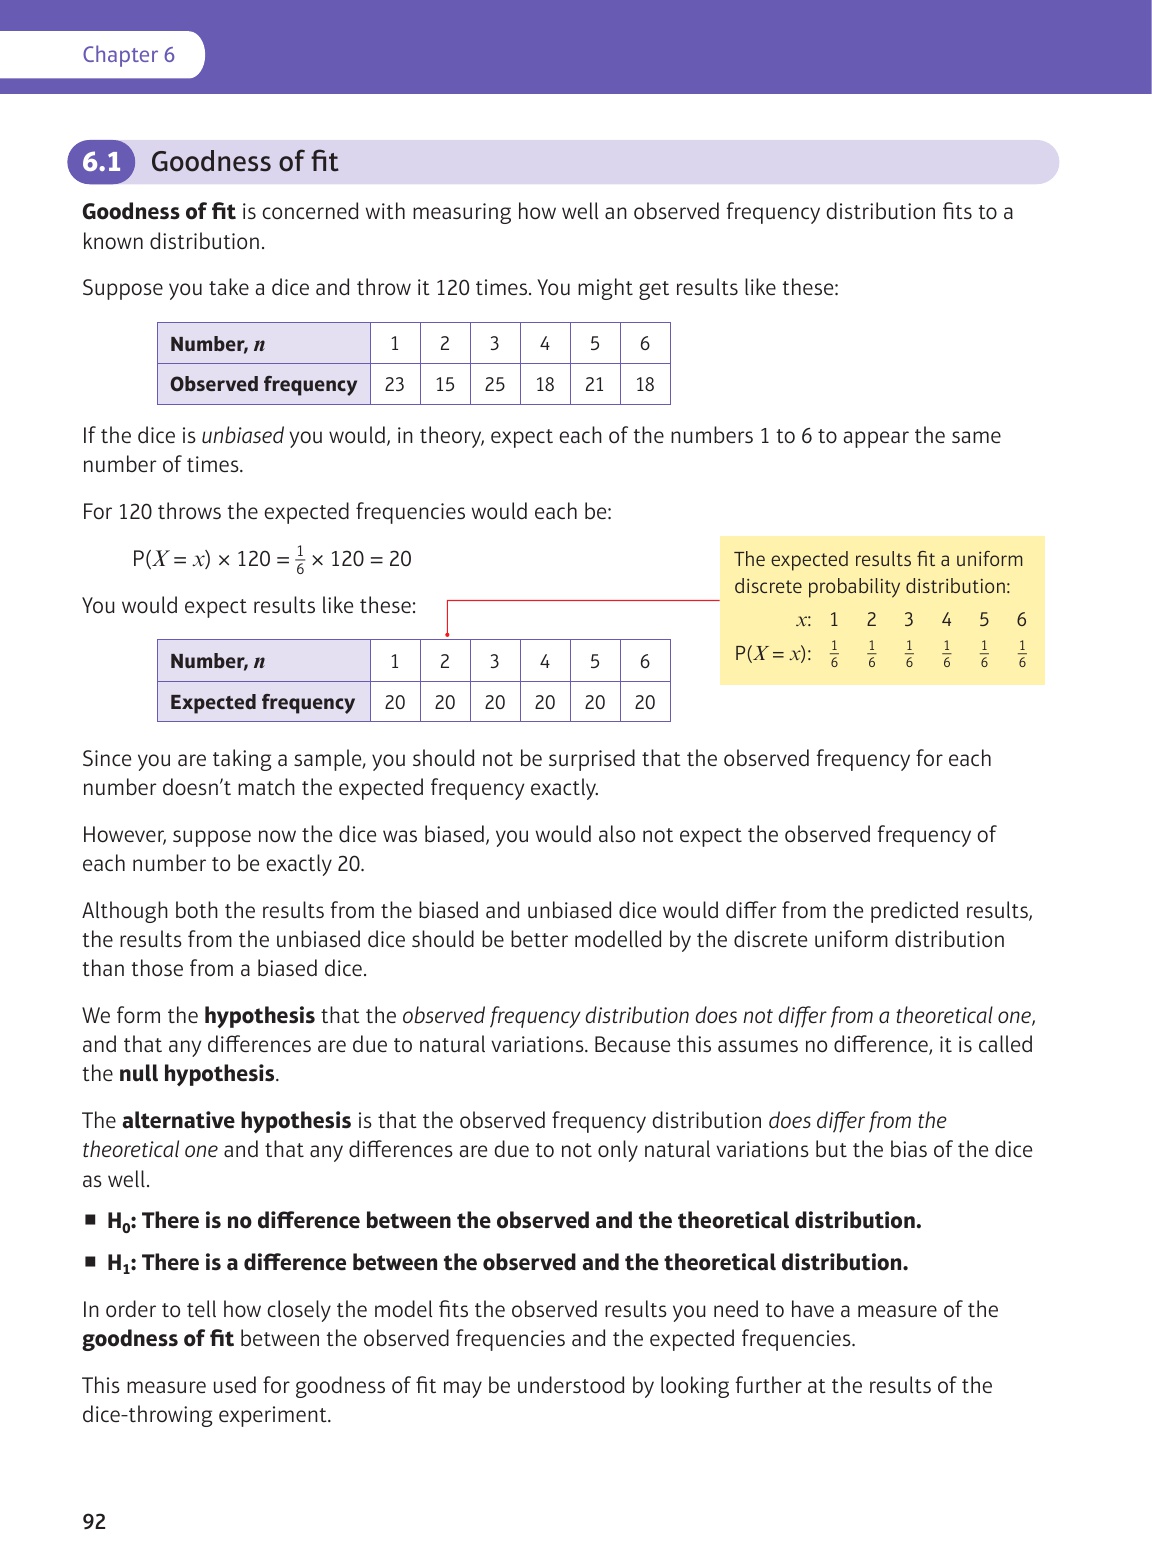 Chapter 6
6.1 Goodness of fit
Goodness of fit is concerned with measuring how well an observed frequency distribution fits to a
known distribution.
Suppose you take a dice and throw it 120 times. You might get results like these:
Number, n 1 2 3 4 5 6
Observed frequency 23 15 25 18 21 18
If the dice is unbiased you would, in theory, expect each of the numbers 1 to 6 to appear the same
number of times.
For 120 throws the expected frequencies would each be:
P(X = x) × 120 = 1/6 × 120 = 20
You would expect results like these:
The expected results fit a uniform
discrete probability distribution:
x: 1 2 3 4 5 6
P(X = x): 1/6 1/6 1/6 1/6 1/6 1/6
Number, n 1 2 3 4 5 6
Expected frequency 20 20 20 20 20 20
Since you are taking a sample, you should not be surprised that the observed frequency for each
number doesn’t match the expected frequency exactly.
However, suppose now the dice was biased, you would also not expect the observed frequency of
each number to be exactly 20.
Although both the results from the biased and unbiased dice would differ from the predicted results,
the results from the unbiased dice should be better modelled by the discrete uniform distribution
than those from a biased dice.
We form the hypothesis that the observed frequency distribution does not differ from a theoretical one,
and that any differences are due to natural variations. Because this assumes no difference, it is called
the null hypothesis.
The alternative hypothesis is that the observed frequency distribution does differ from the
theoretical one and that any differences are due to not only natural variations but the bias of the dice
as well.
■ H₀: There is no difference between the observed and the theoretical distribution.
■ H₁: There is a difference between the observed and the theoretical distribution.
In order to tell how closely the model fits the observed results you need to have a measure of the
goodness of fit between the observed frequencies and the expected frequencies.
This measure used for goodness of fit may be understood by looking further at the results of the
dice-throwing experiment.
92